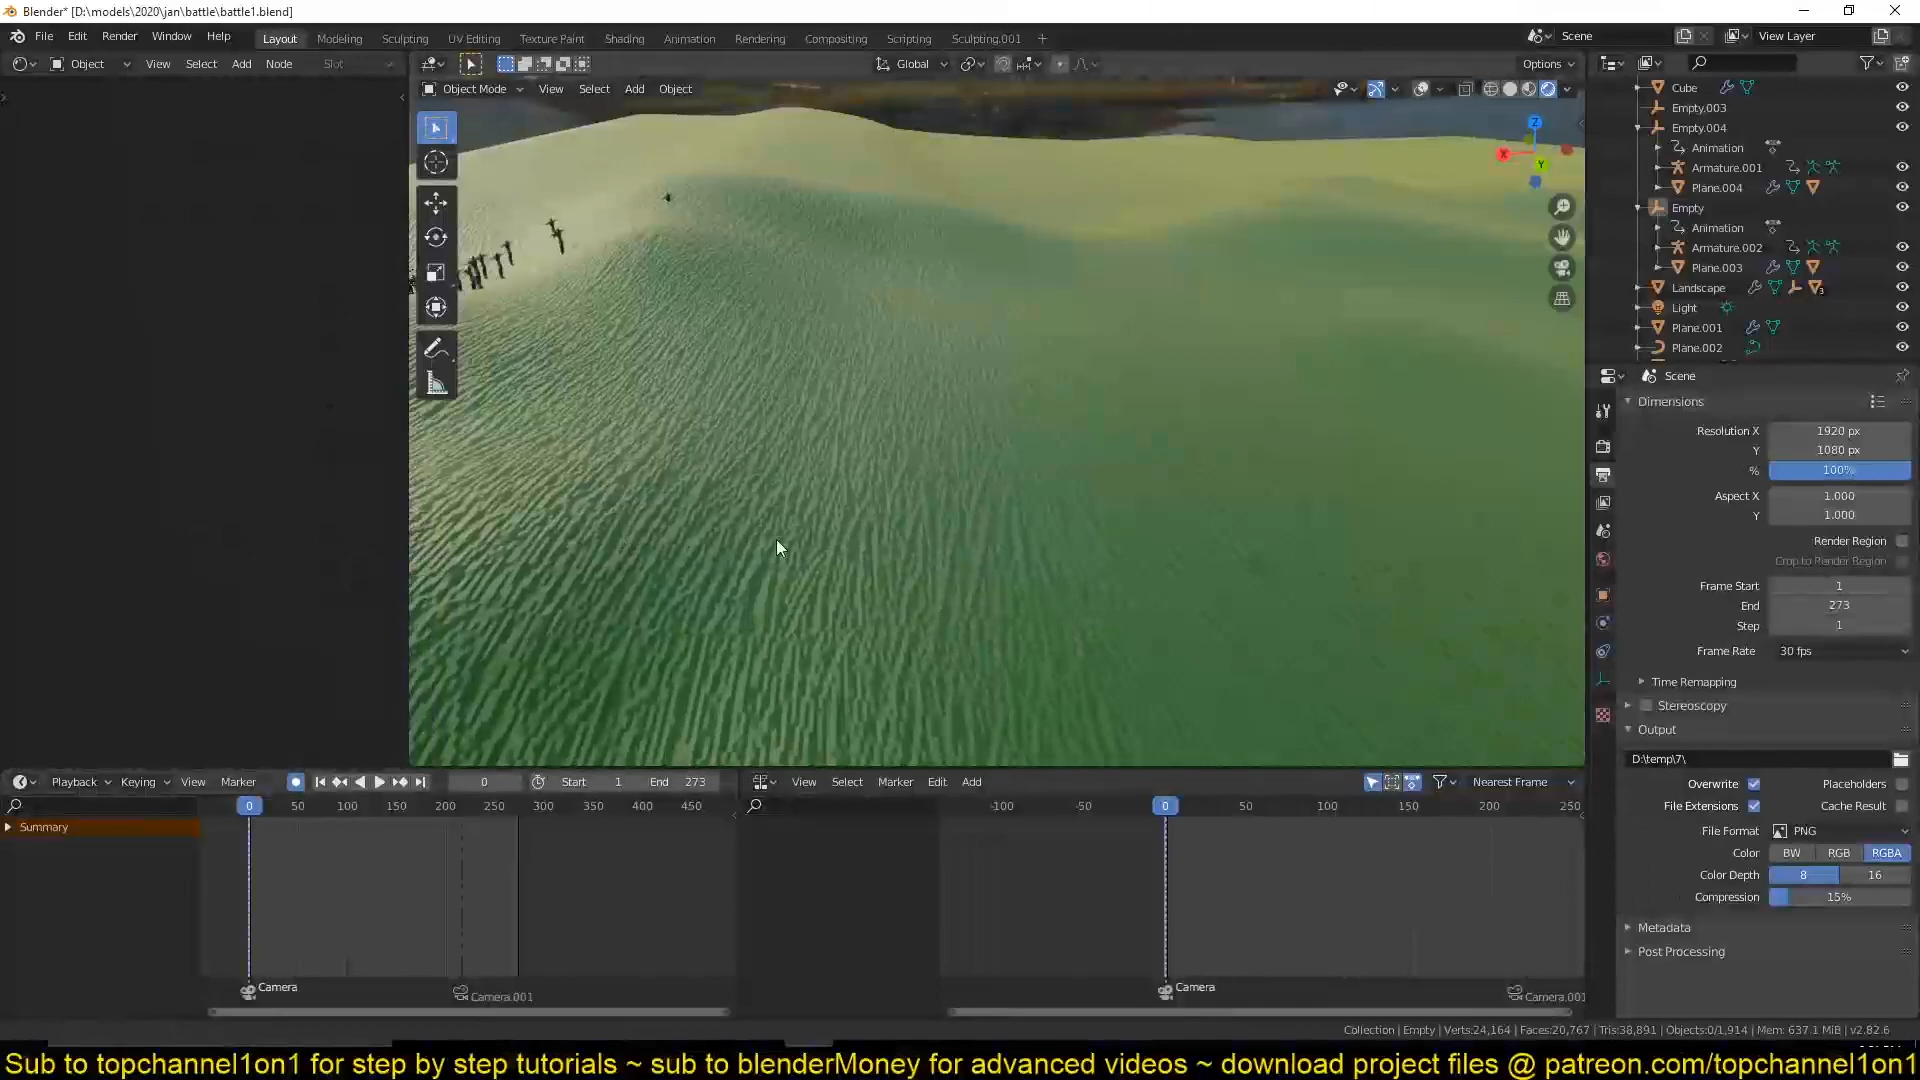 Blender* [D:\models\2020\jan\battle\battle1.blend]
File Edit Render Window Help Layout Modeling Sculpting UV Editing Texture Paint Shading Animation Rendering Compositing Scripting Sculpting.001 + Scene View Layer
Object View Select Add Node Slot Global Options
Object Mode View Select Add Object
Z
X
Y
Cube
Empty.003
Empty.004
Animation
Armature.001
Plane.004
Empty
Animation
Armature.002
Plane.003
Landscape 3
Light
Plane.001
Plane.002
Scene
Dimensions
Resolution X 1920 px
Y 1080 px
% 100%
Aspect X 1.000
Y 1.000
Render Region
Crop to Render Region
Frame Start 1
End 273
Step 1
Frame Rate 30 fps
Time Remapping
Stereoscopy
Output
D:\temp\7\
Overwrite Placeholders
File Extensions Cache Result
File Format PNG
Color BW RGB RGBA
Color Depth 8 16
Compression 15%
Metadata
Post Processing
Playback Keying View Marker 0 Start 1 End 273 View Select Marker Edit Add Nearest Frame
0 50 100 150 200 250 300 350 400 450 -100 -50 0 50 100 150 200 250
Summary
Camera Camera.001 Camera Camera.001
Collection | Empty | Verts:24,164 | Faces:20,767 | Tris:38,891 | Objects:0/1,914 | Mem: 637.1 MiB | v2.82.6
Sub to topchannel1on1 for step by step tutorials ~ sub to blenderMoney for advanced videos ~ download project files @ patreon.com/topchannel1on1